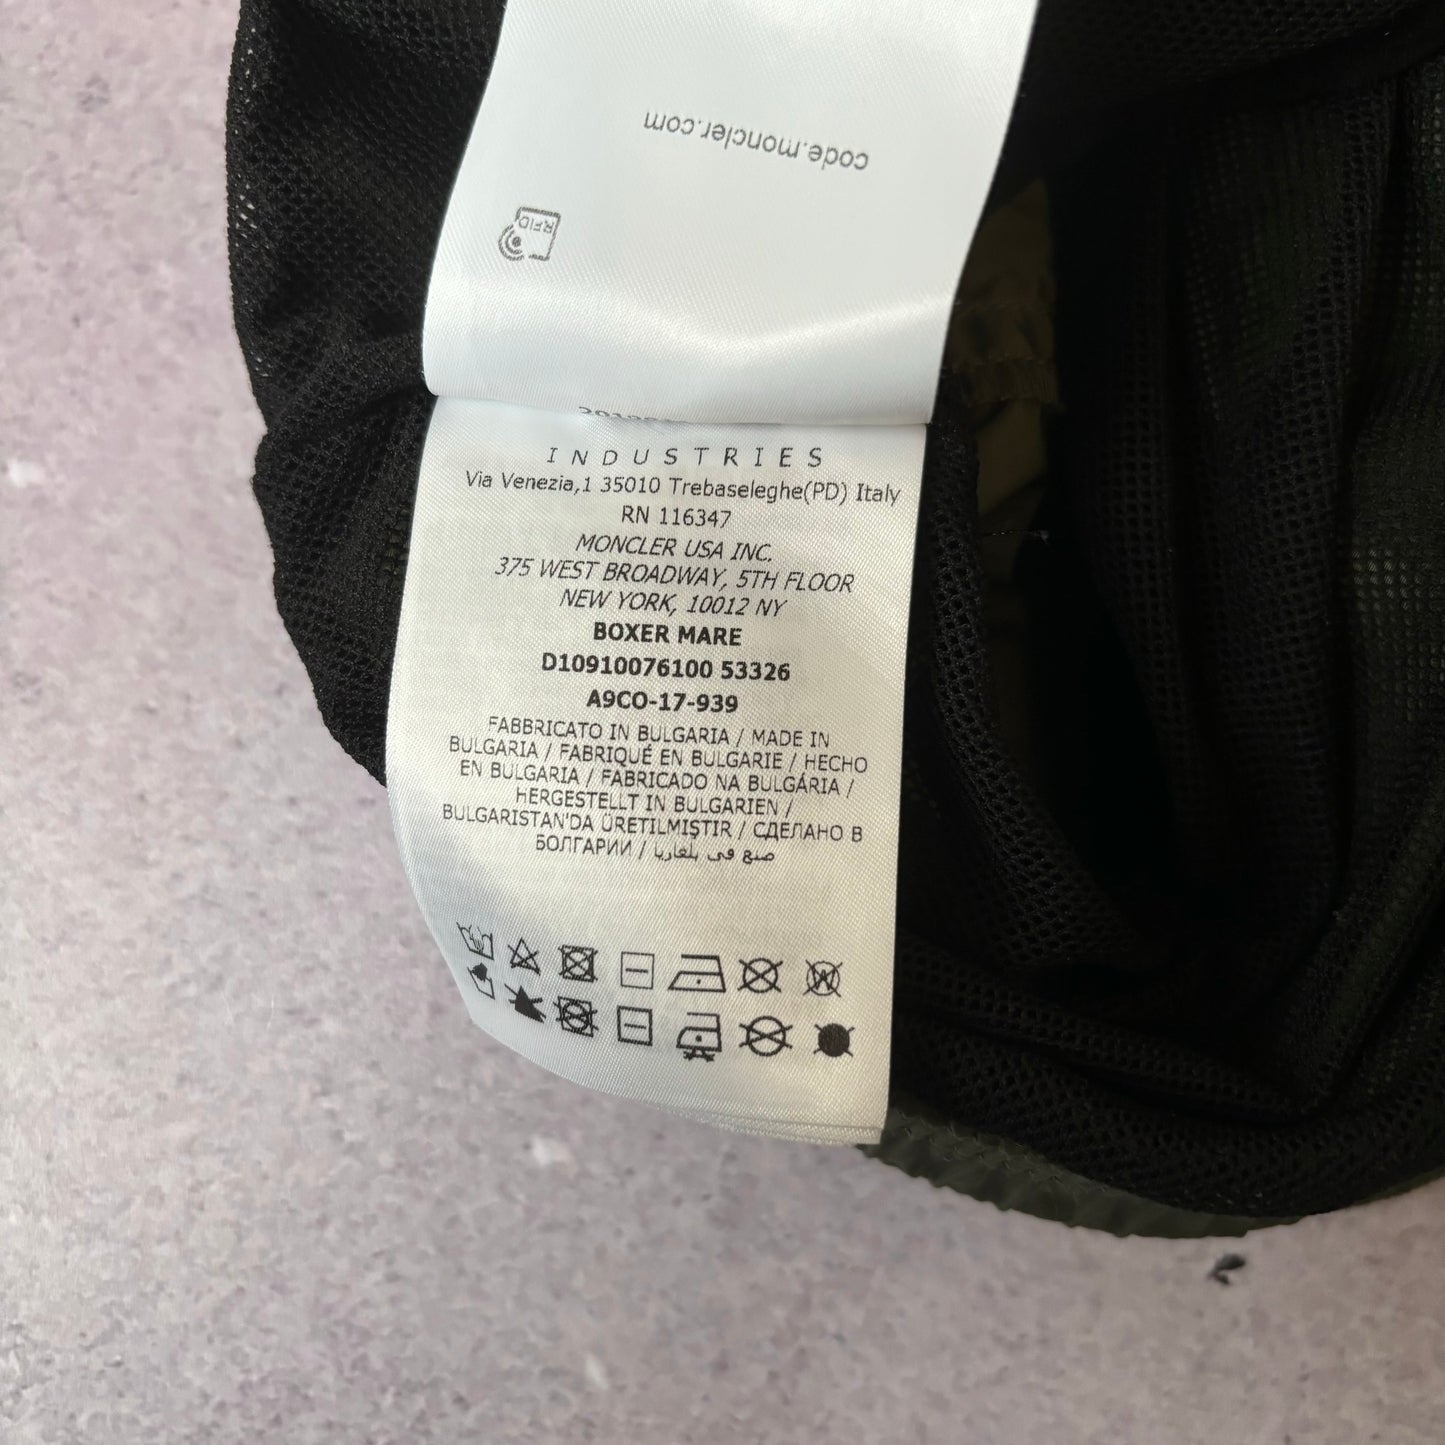 code.moncler.com
RFID
INDUSTRIES
Via Venezia,1 35010 Trebaseleghe(PD) Italy
RN 116347
MONCLER USA INC.
375 WEST BROADWAY, 5TH FLOOR
NEW YORK, 10012 NY
BOXER MARE
D10910076100 53326
A9CO-17-939
FABBRICATO IN BULGARIA / MADE IN
BULGARIA / FABRIQUÉ EN BULGARIE / HECHO
EN BULGARIA / FABRICADO NA BULGÁRIA /
HERGESTELLT IN BULGARIEN /
BULGARISTAN'DA ÜRETILMIŞTIR / СДЕЛАНО В
БОЛГАРИИ / صنع في بلغاريا
W